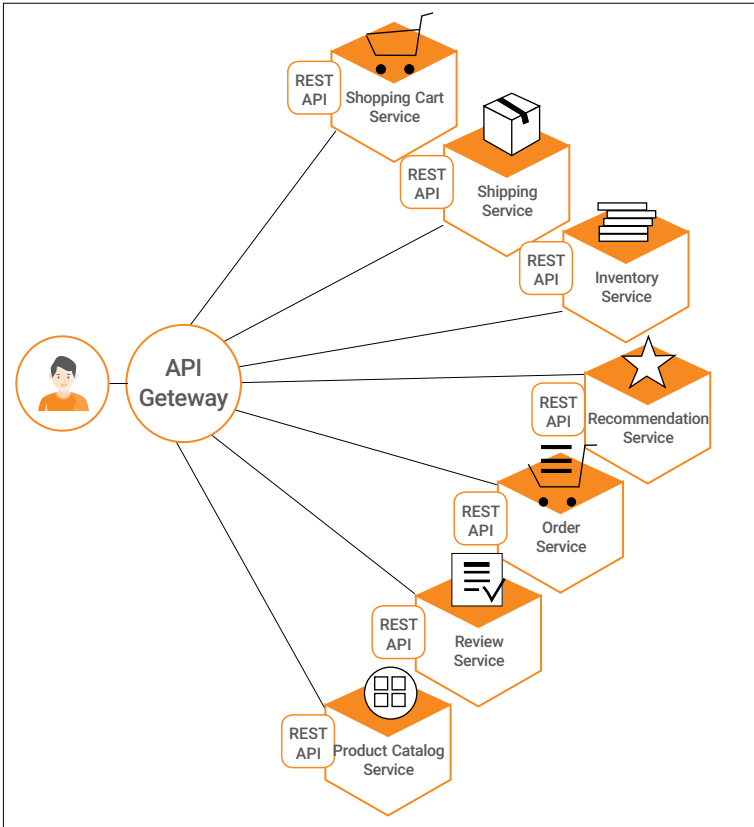 REST
API
Shopping Cart
Service
REST
API
Shipping
Service
REST
API
Inventory
Service
API
Geteway
REST
API
Recommendation
Service
REST
API
Order
Service
REST
API
Review
Service
REST
API
Product Catalog
Service